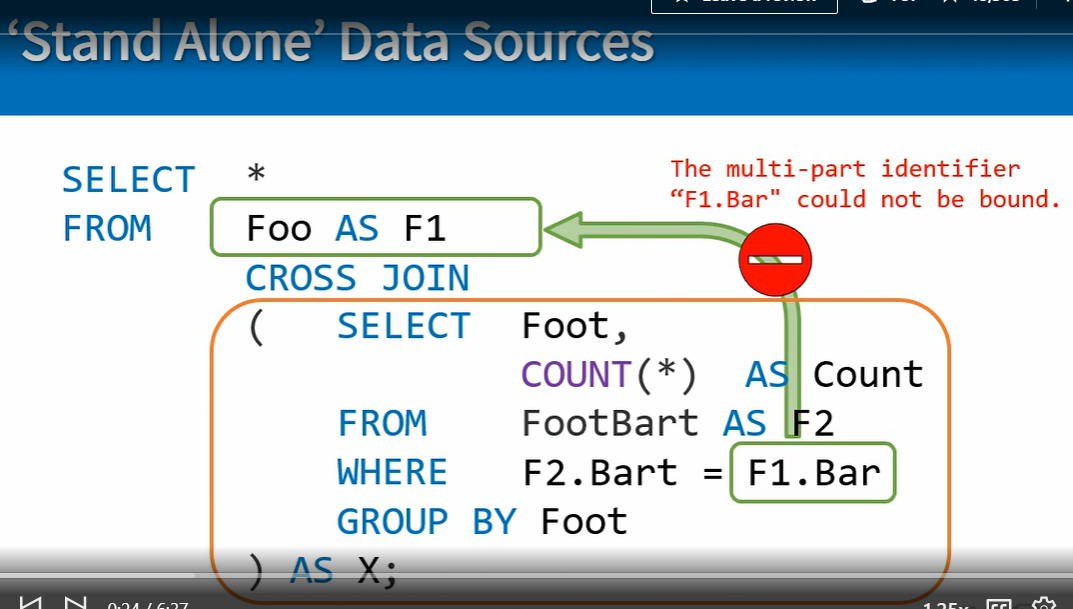 ‘Stand Alone’ Data Sources
SELECT *
The multi-part identifier
“F1.Bar" could not be bound.
FROM Foo AS F1
CROSS JOIN
( SELECT Foot,
COUNT(*) AS Count
FROM FootBart AS F2
WHERE F2.Bart = F1.Bar
GROUP BY Foot
) AS X;
0:24 / 6:27
1.25x